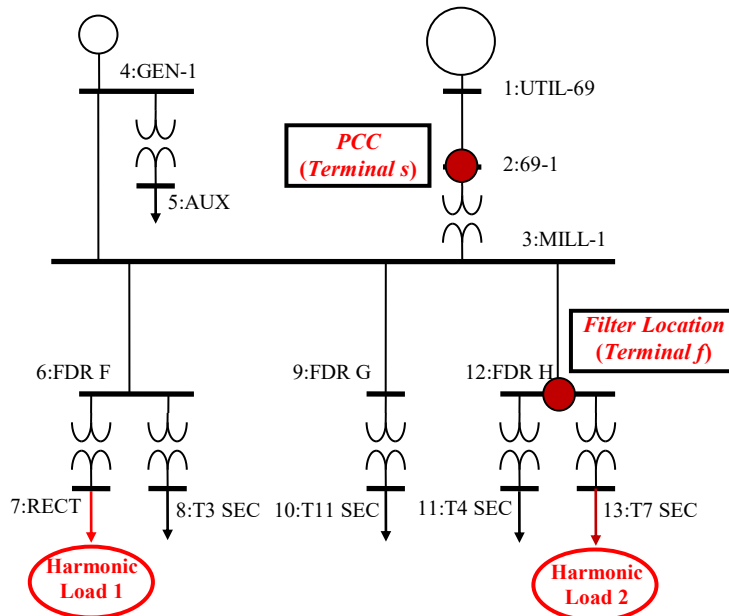 4:GEN-1
1:UTIL-69
PCC
(Terminal s)
2:69-1
5:AUX
3:MILL-1
Filter Location
(Terminal f)
6:FDR F
9:FDR G
12:FDR H
7:RECT
8:T3 SEC
10:T11 SEC
11:T4 SEC
13:T7 SEC
Harmonic
Load 1
Harmonic
Load 2